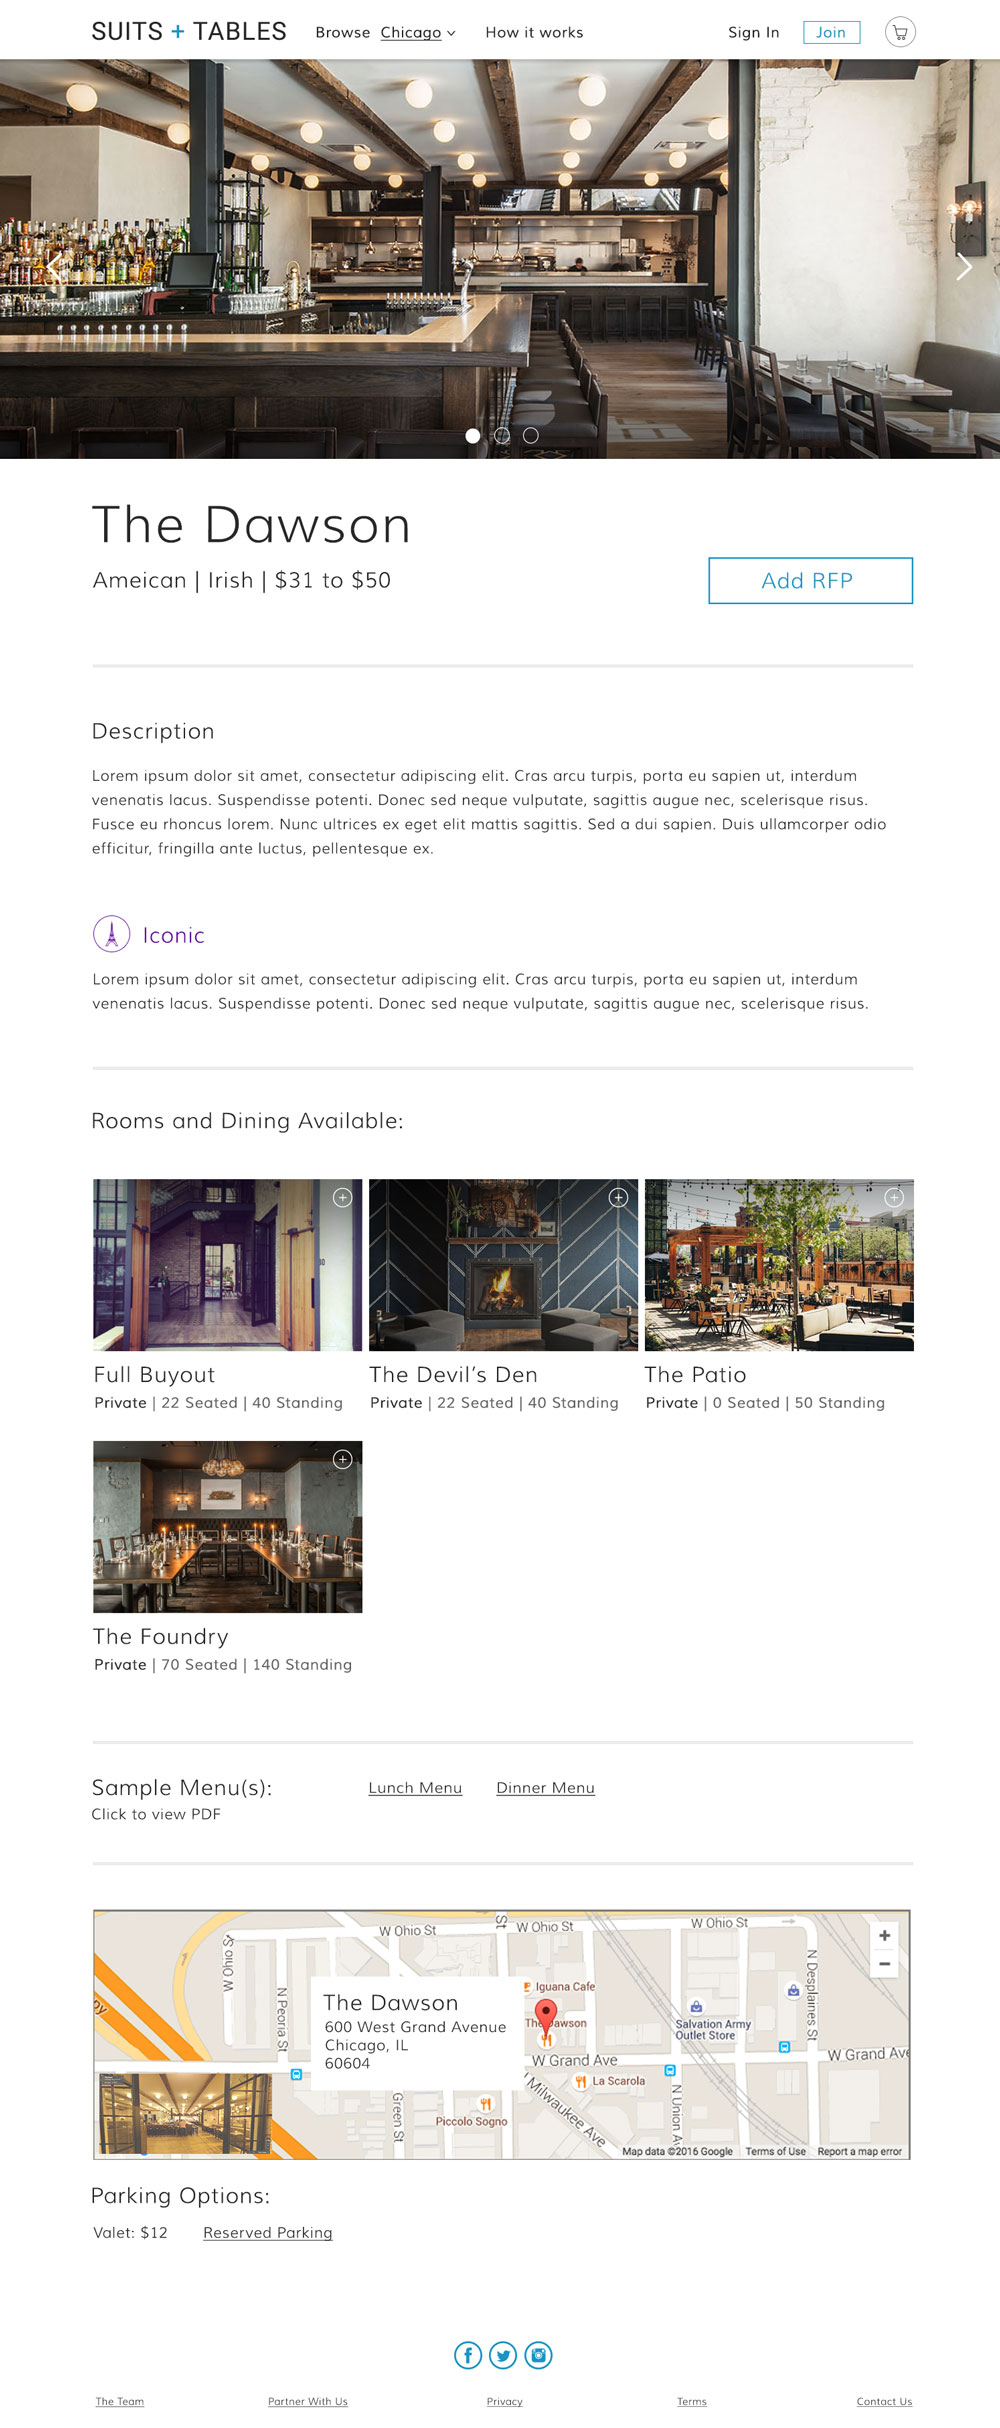 SUITS + TABLES Browse Chicago How it works Sign In Join
The Dawson
Ameican | Irish | $31 to $50
Add RFP
Description
Lorem ipsum dolor sit amet, consectetur adipiscing elit. Cras arcu turpis, porta eu sapien ut, interdum
venenatis lacus. Suspendisse potenti. Donec sed neque vulputate, sagittis augue nec, scelerisque risus.
Fusce eu rhoncus lorem. Nunc ultrices ex eget elit mattis sagittis. Sed a dui sapien. Duis ullamcorper odio
efficitur, fringilla ante luctus, pellentesque ex.
Iconic
Lorem ipsum dolor sit amet, consectetur adipiscing elit. Cras arcu turpis, porta eu sapien ut, interdum
venenatis lacus. Suspendisse potenti. Donec sed neque vulputate, sagittis augue nec, scelerisque risus.
Rooms and Dining Available:
Full Buyout
Private | 22 Seated | 40 Standing
The Devil's Den
Private | 22 Seated | 40 Standing
The Patio
Private | 0 Seated | 50 Standing
The Foundry
Private | 70 Seated | 140 Standing
Sample Menu(s):
Click to view PDF
Lunch Menu Dinner Menu
W Ohio St
W Ohio St
St
W Ohio St
W Ohio St
N Peoria St
N Desplaines St
Iguana Cafe
The Dawson
The Dawson
600 West Grand Avenue
Chicago, IL
60604
Salvation Army
Outlet Store
W Grand Ave
W Grand Ave
La Scarola
N Milwaukee Ave
N Union Av
Green St
Piccolo Sogno
Map data ©2016 Google Terms of Use Report a map error
Parking Options:
Valet: $12 Reserved Parking
The Team Partner With Us Privacy Terms Contact Us